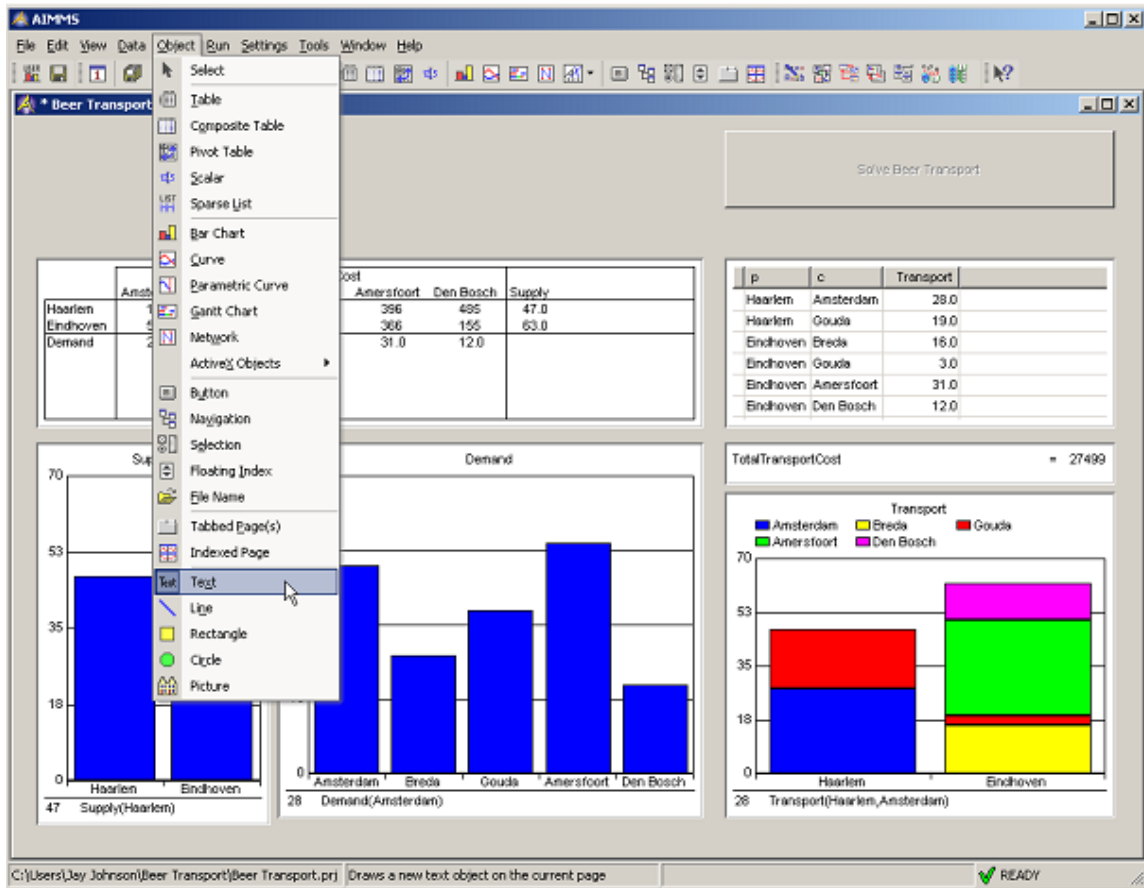 AIMMS
File Edit View Data Object Run Settings Tools Window Help
* Beer Transport
Select
Table
Composite Table
Pivot Table
Scalar
LIST
Sparse List
Bar Chart
Curve
Parametric Curve
Gantt Chart
Network
ActiveX Objects
Button
Navigation
Selection
Floating Index
File Name
Tabbed Page(s)
Indexed Page
Text Text
Line
Rectangle
Circle
Picture
Solve Beer Transport
Amersfoort Den Bosch Supply
Haarlem 396 485 47.0
Eindhoven 366 155 63.0
Demand 31.0 12.0
p c Transport
Haarlem Amsterdam 28.0
Haarlem Gouda 19.0
Eindhoven Breda 16.0
Eindhoven Gouda 3.0
Eindhoven Amersfoort 31.0
Eindhoven Den Bosch 12.0
TotalTransportCost = 27499
70
53
35
18
0
Haarlem Eindhoven
47 Supply(Haarlem)
Demand
0
Amsterdam Breda Gouda Amersfoort Den Bosch
28 Demand(Amsterdam)
Transport
Amsterdam Breda Gouda
Amersfoort Den Bosch
70
53
35
18
0
Haarlem Eindhoven
28 Transport(Haarlem,Amsterdam)
C:\Users\Jay Johnson\Beer Transport\Beer Transport.prj Draws a new text object on the current page READY